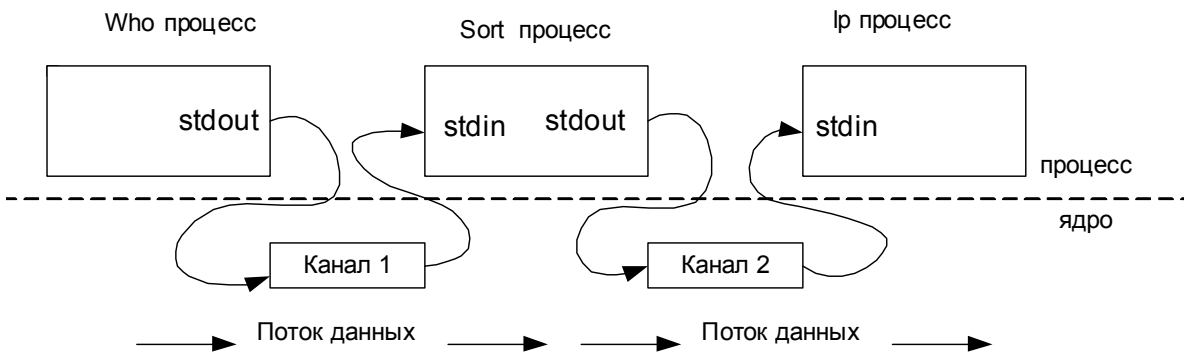 Who процесс
Sort процесс
lp процесс
stdout
stdin
stdout
stdin
процесс
ядро
Канал 1
Канал 2
Поток данных
Поток данных